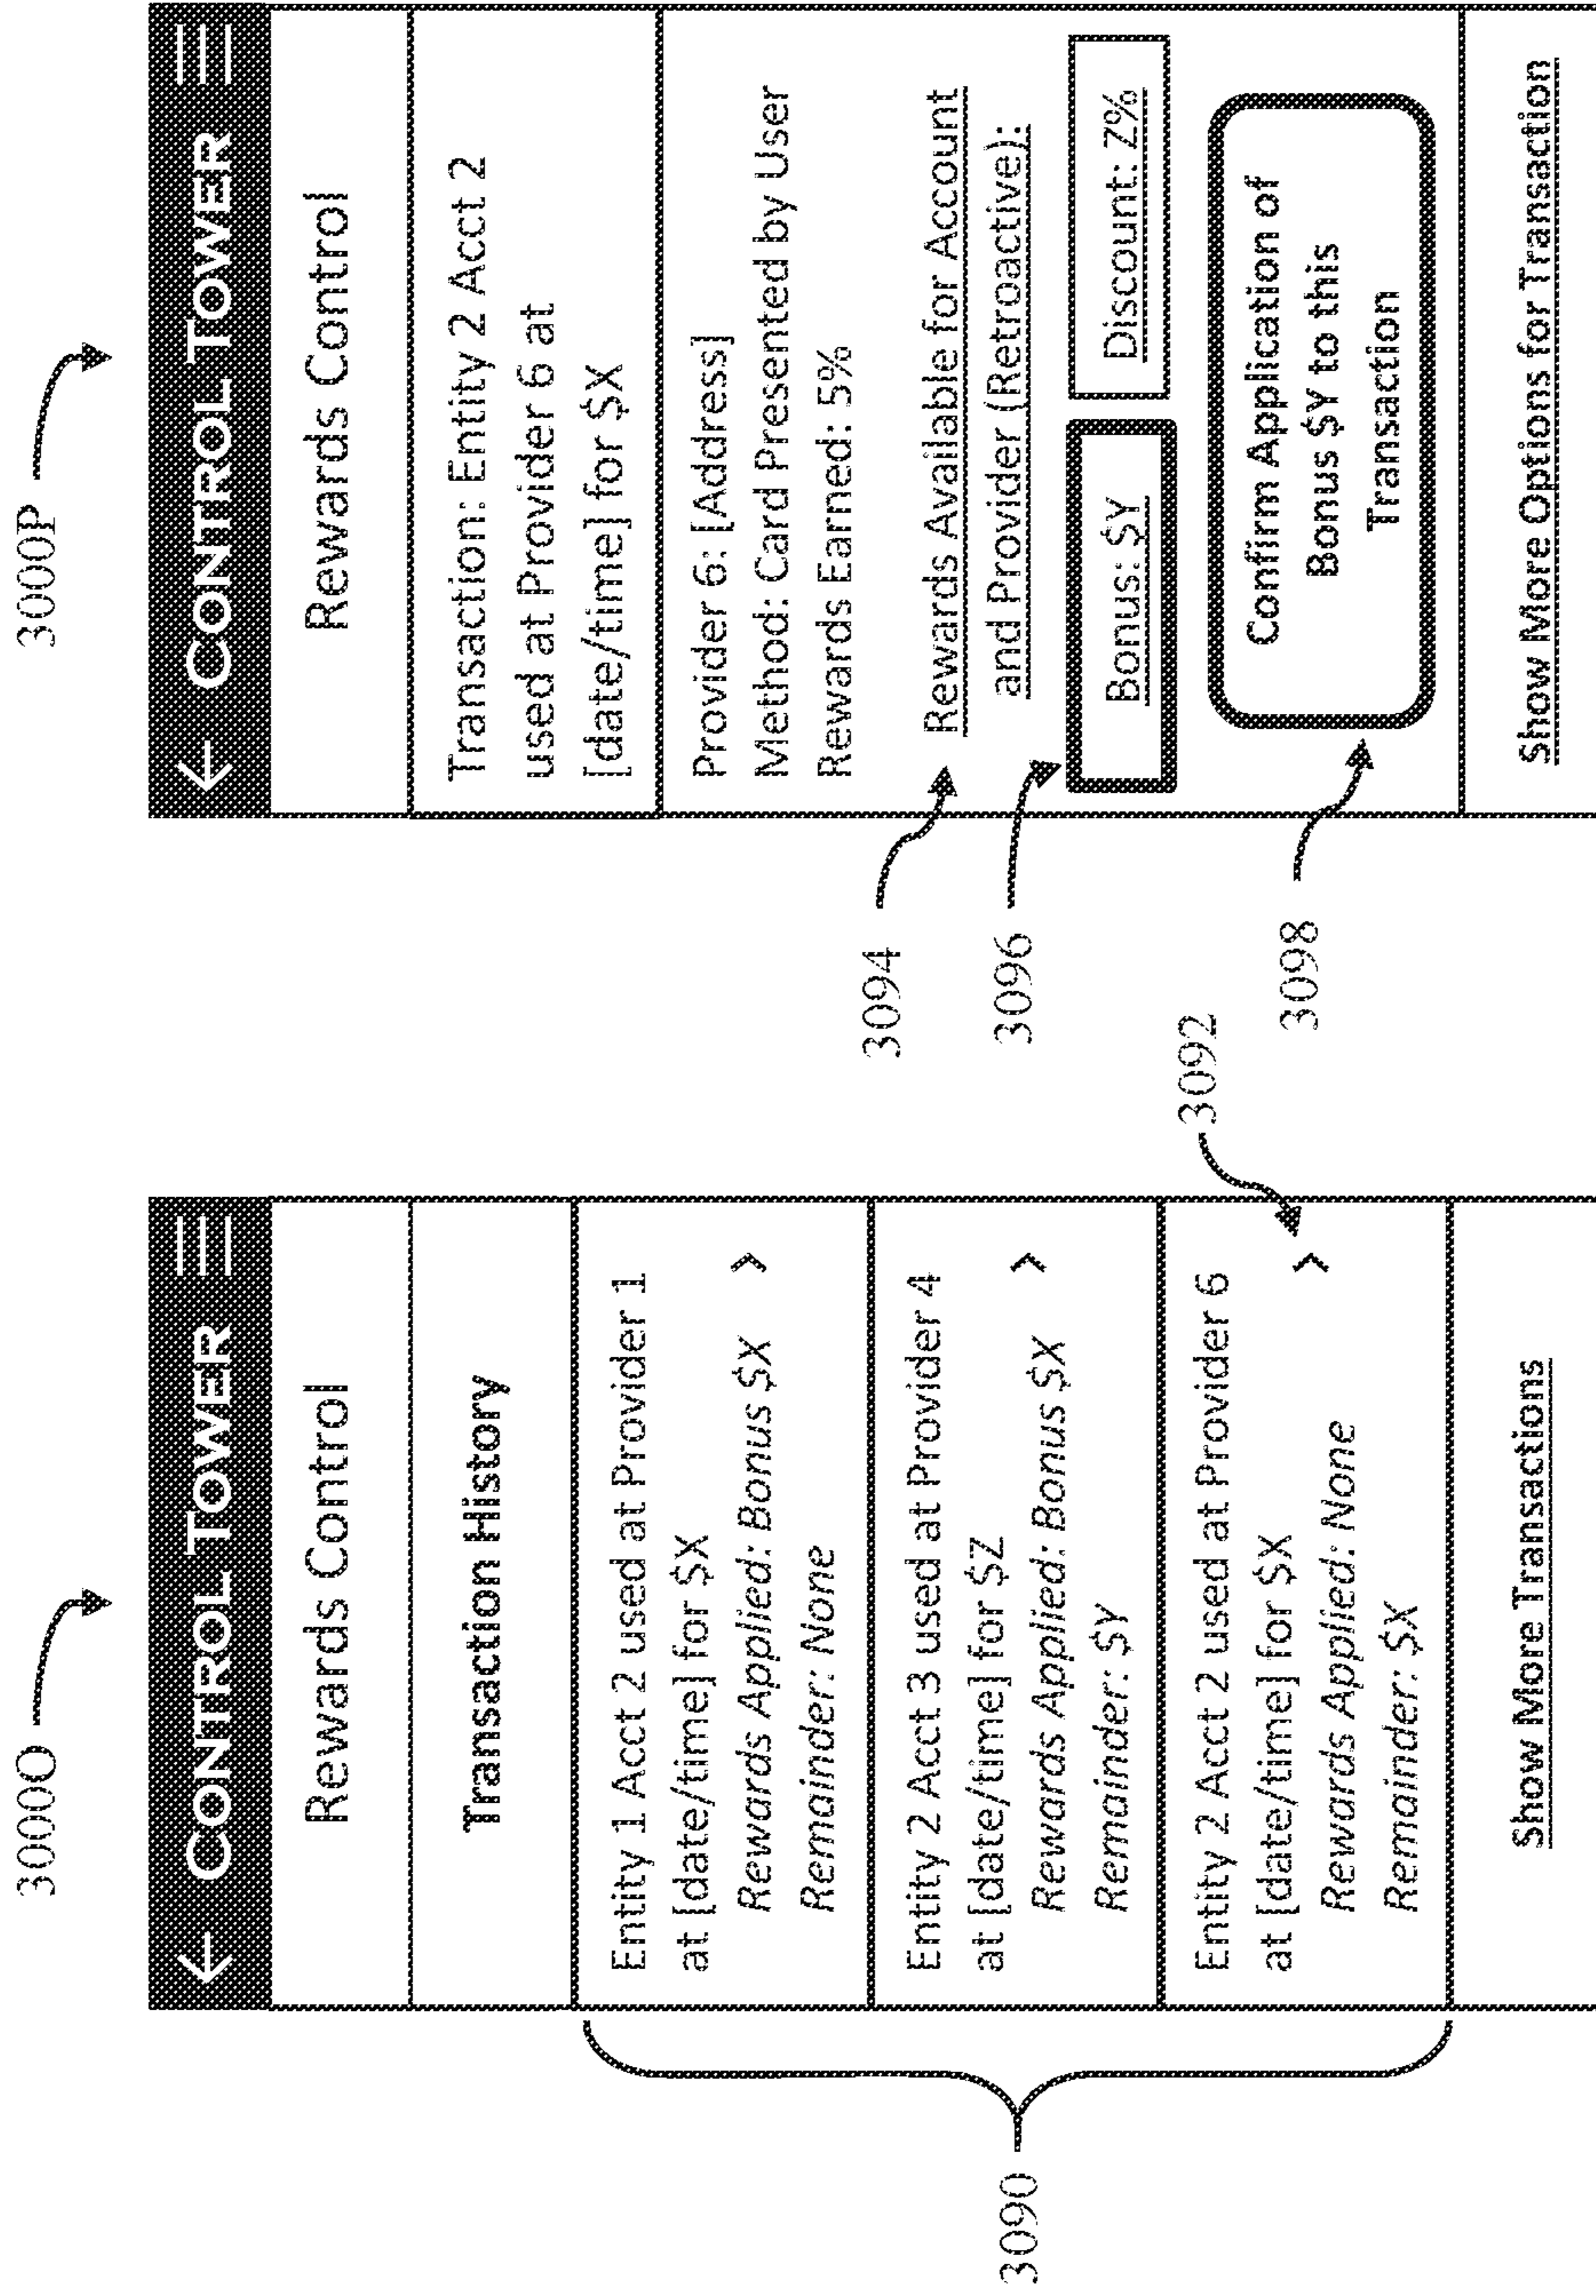 3000O
← CONTROL TOWER
Rewards Control
Transaction History
Entity 1 Acct 2 used at Provider 1
at [date/time] for $X
Rewards Applied: Bonus $X >
Remainder: None
Entity 2 Acct 3 used at Provider 4
at [date/time] for $Z
Rewards Applied: Bonus $X >
Remainder: $Y
Entity 2 Acct 2 used at Provider 6
at [date/time] for $X
Rewards Applied: None >
Remainder: $X
Show More Transactions
3090
3092
3000P
← CONTROL TOWER
Rewards Control
Transaction: Entity 2 Acct 2
used at Provider 6 at
[date/time] for $X
Provider 6: [Address]
Method: Card Presented by User
Rewards Earned: 5%
Rewards Available for Account
and Provider (Retroactive):
Bonus: $Y
Discount: Z%
Confirm Application of
Bonus $Y to this
Transaction
Show More Options for Transaction
3094
3096
3098